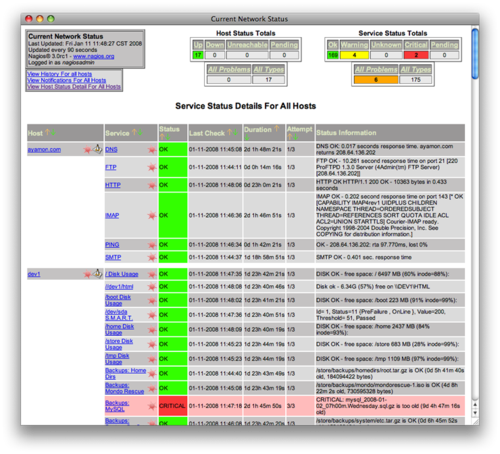 Current Network Status
Current Network Status
Last Updated: Fri Jan 11 11:48:27 CST 2008
Updated every 90 seconds
Nagios® 3.0rc1 - www.nagios.org
Logged in as nagiosadmin
View History For all hosts
View Notifications For All Hosts
View Host Status Detail For All Hosts
Host Status Totals
Up Down Unreachable Pending
17 0 0 0
All Problems All Types
0 17
Service Status Totals
Ok Warning Unknown Critical Pending
169 4 0 2 0
All Problems All Types
6 175
Service Status Details For All Hosts
Host Service Status Last Check Duration Attempt Status Information
ayamon.com DNS OK 01-11-2008 11:45:08 2d 1h 48m 21s 1/3 DNS OK: 0.017 seconds response time. ayamon.com
returns 208.64.136.202
FTP OK 01-11-2008 11:44:11 0d 0h 14m 16s 1/3 FTP OK - 10.261 second response time on port 21 [220
ProFTPD 1.3.0 Server (4Admin(tm) FTP Server)
[208.64.136.202]]
HTTP OK 01-11-2008 11:48:06 0d 23h 0m 21s 1/3 HTTP OK HTTP/1.1 200 OK - 10363 bytes in 0.433
seconds
IMAP OK 01-11-2008 11:46:36 2d 1h 46m 51s 1/3 IMAP OK - 0.202 second response time on port 143 [* OK
[CAPABILITY IMAP4rev1 UIDPLUS CHILDREN
NAMESPACE THREAD=ORDEREDSUBJECT
THREAD=REFERENCES SORT QUOTA IDLE ACL
ACL2=UNION STARTTLS] Courier-IMAP ready.
Copyright 1998-2004 Double Precision, Inc. See
COPYING for distribution information.]
PING OK 01-11-2008 11:46:34 0d 1h 42m 21s 1/3 OK - 208.64.136.202: rta 97.770ms, lost 0%
SMTP OK 01-11-2008 11:44:37 1d 18h 58m 51s 1/3 SMTP OK - 0.401 sec. response time
dev1 / Disk Usage OK 01-11-2008 11:47:35 1d 23h 42m 21s 1/3 DISK OK - free space: / 6497 MB (60% inode=88%):
//dev1/html OK 01-11-2008 11:48:08 1d 23h 40m 46s 1/3 Disk ok - 6.34G (57%) free on \\DEV1\HTML
/boot Disk
Usage OK 01-11-2008 11:48:02 1d 23h 41m 21s 1/3 DISK OK - free space: /boot 223 MB (91% inode=99%):
/dev/sda
S.M.A.R.T. OK 01-11-2008 11:47:36 1d 23h 40m 51s 1/3 Id= 1, Status=11 {PreFailure , OnLine }, Value=200,
Threshold= 51, Passed
/home Disk
Usage OK 01-11-2008 11:48:09 1d 23h 40m 19s 1/3 DISK OK - free space: /home 2437 MB (84%
inode=93%):
/store Disk
Usage OK 01-11-2008 11:45:09 1d 23h 43m 19s 1/3 DISK OK - free space: /store 683 MB (28% inode=99%):
/tmp Disk
Usage OK 01-11-2008 11:45:23 1d 23h 44m 19s 1/3 DISK OK - free space: /tmp 1109 MB (97% inode=99%):
Backups: Home
Dirs OK 01-11-2008 11:44:40 1d 23h 43m 49s 1/3 /store/backups/homedirs/root.tar.gz is OK (0d 5h 41m
40s old, 184094422 bytes)
Backups:
Mondo Rescue OK 01-11-2008 11:45:08 1d 23h 43m 19s 1/3 /store/backups/mondo/mondorescue-1.iso is OK (4d 8h
22m 2s old, 730595328 bytes)
Backups:
MySQL CRITICAL 01-11-2008 11:47:18 2d 1h 45m 50s 3/3 CRITICAL: mysql_2008-01-
02_07h00m.Wednesday.sql.gz is too old (9d 4h 47m 16s
old)
Backups: OK 01-11-2008 11:46:28 1d 23h 42m 20s 1/3 /store/backups/system/etc.tar.gz is OK (0d 6h 45m 58s